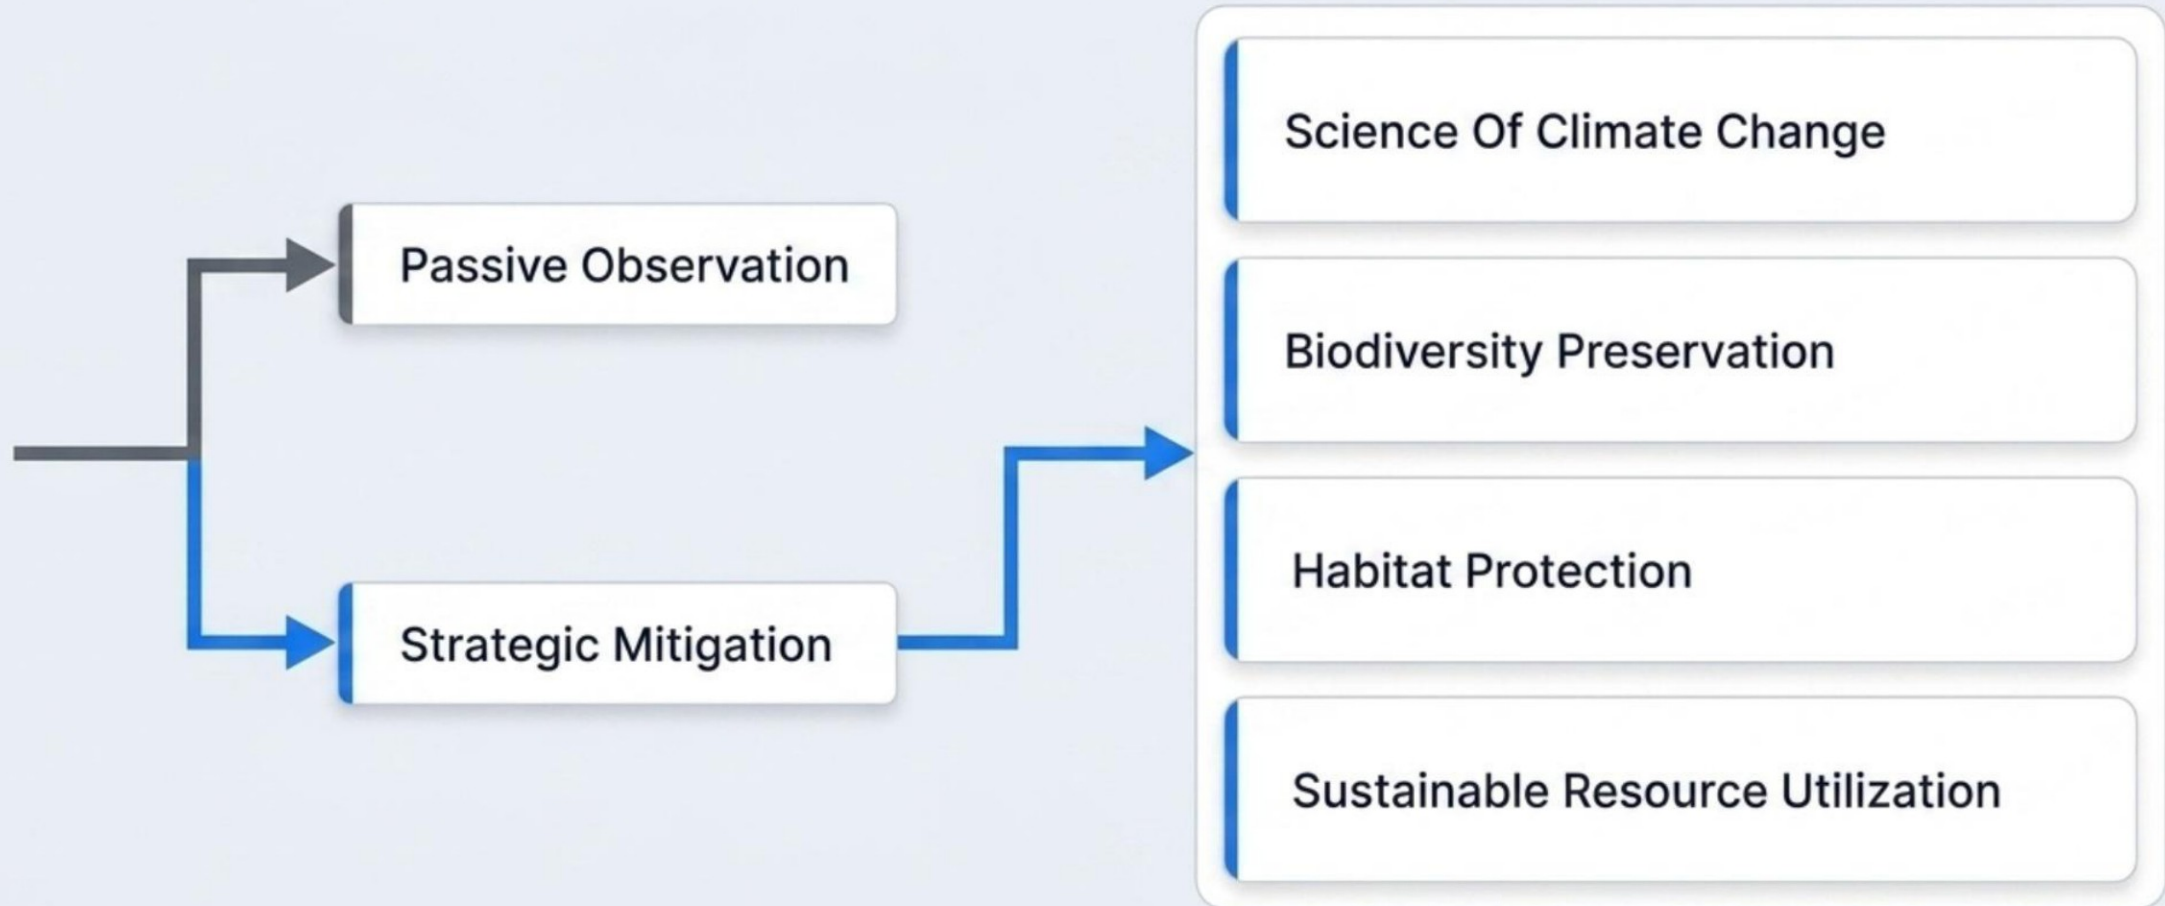 Passive Observation
Strategic Mitigation
Science Of Climate Change
Biodiversity Preservation
Habitat Protection
Sustainable Resource Utilization